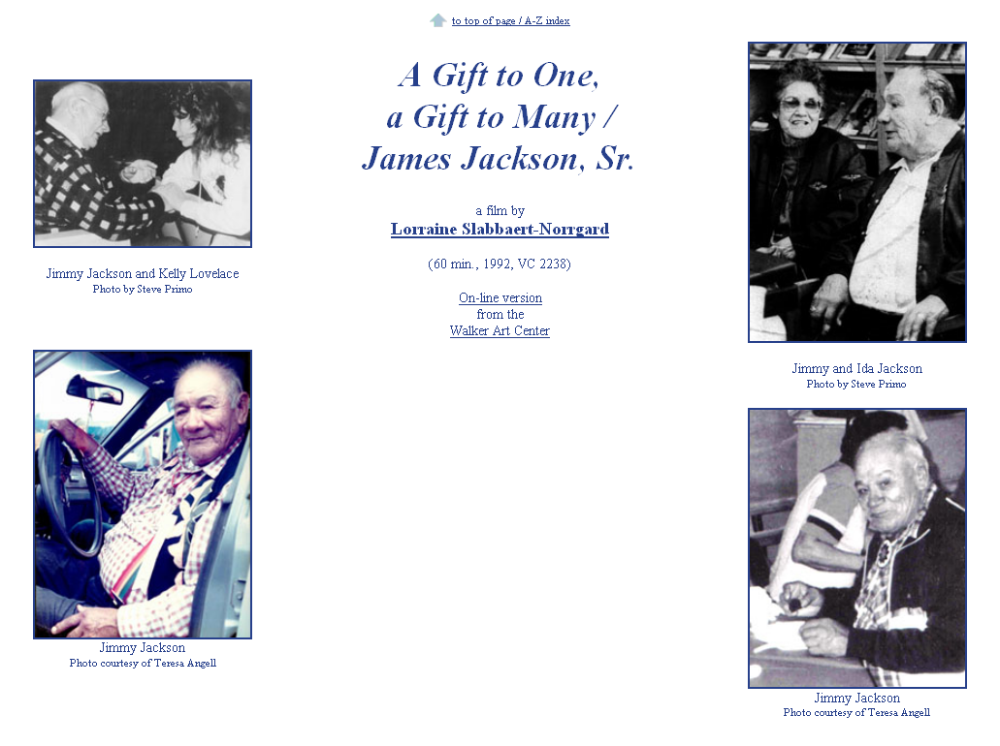 to top of page / A-Z index
A Gift to One,
a Gift to Many /
James Jackson, Sr.
a film by
Lorraine Slabbaert-Norrgard
(60 min., 1992, VC 2238)
On-line version
from the
Walker Art Center
Jimmy Jackson and Kelly Lovelace
Photo by Steve Primo
Jimmy Jackson
Photo courtesy of Teresa Angell
Jimmy and Ida Jackson
Photo by Steve Primo
Jimmy Jackson
Photo courtesy of Teresa Angell